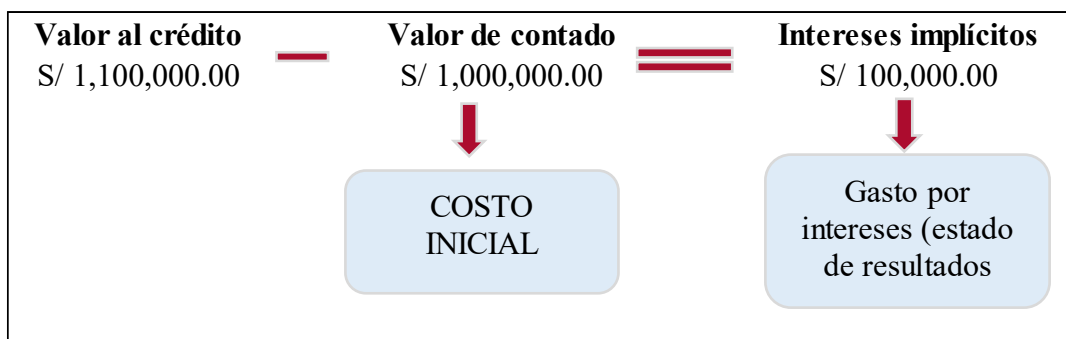 Valor al crédito
S/ 1,100,000.00
Valor de contado
S/ 1,000,000.00
Intereses implícitos
S/ 100,000.00
COSTO
INICIAL
Gasto por
intereses (estado
de resultados